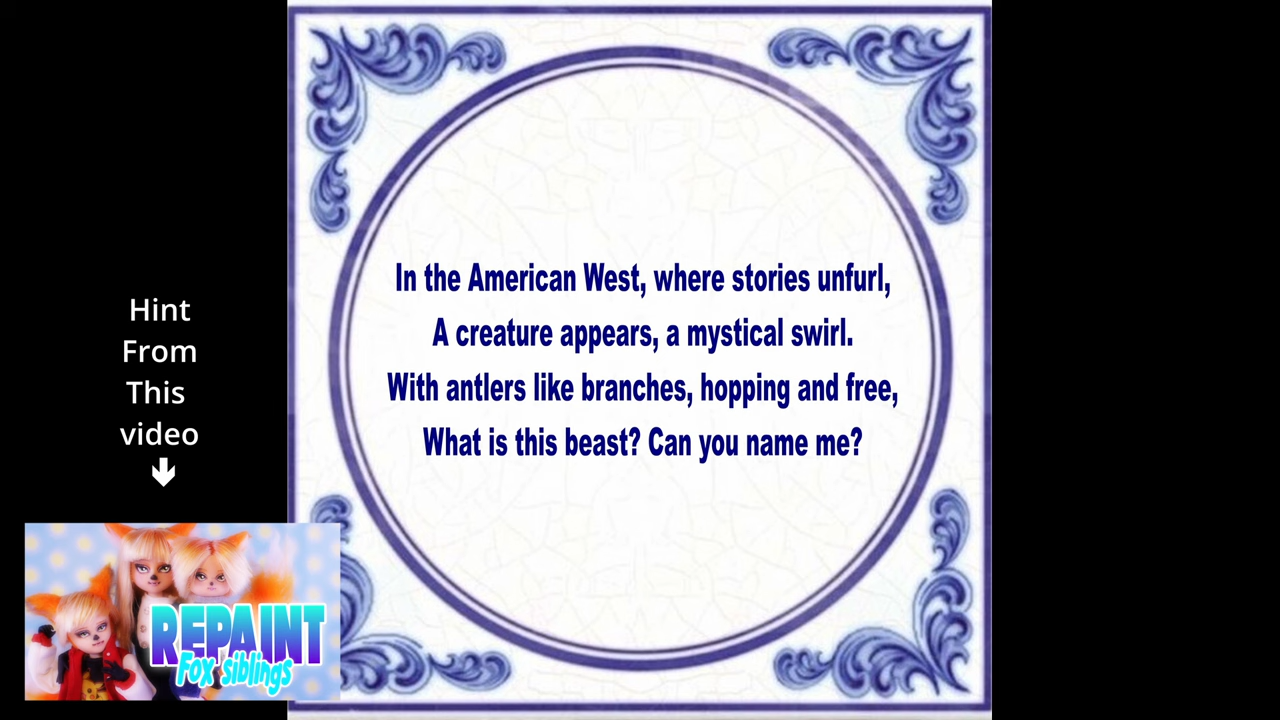 In the American West, where stories unfurl,
A creature appears, a mystical swirl.
With antlers like branches, hopping and free,
What is this beast? Can you name me?
Hint
From
This
video
REPAINT
Fox siblings